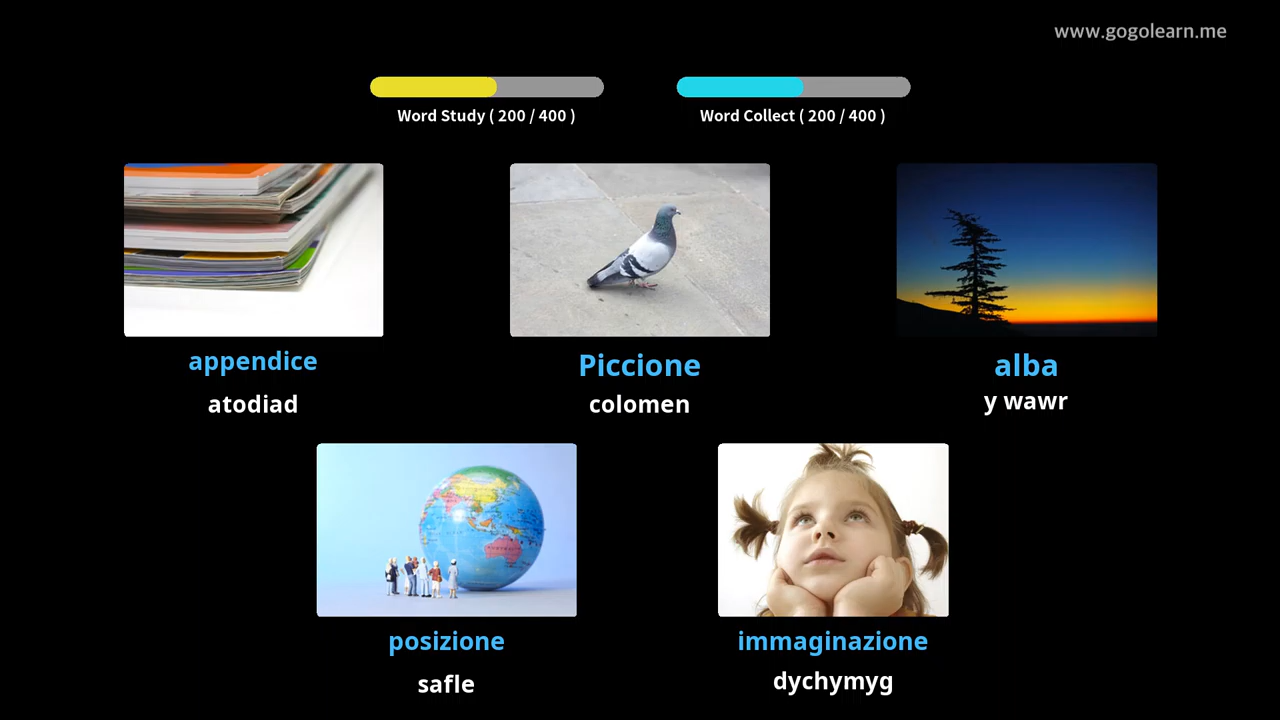 www.gogolearn.me
Word Study ( 200 / 400 )
Word Collect ( 200 / 400 )
appendice
atodiad
Piccione
colomen
alba
y wawr
posizione
safle
immaginazione
dychymyg